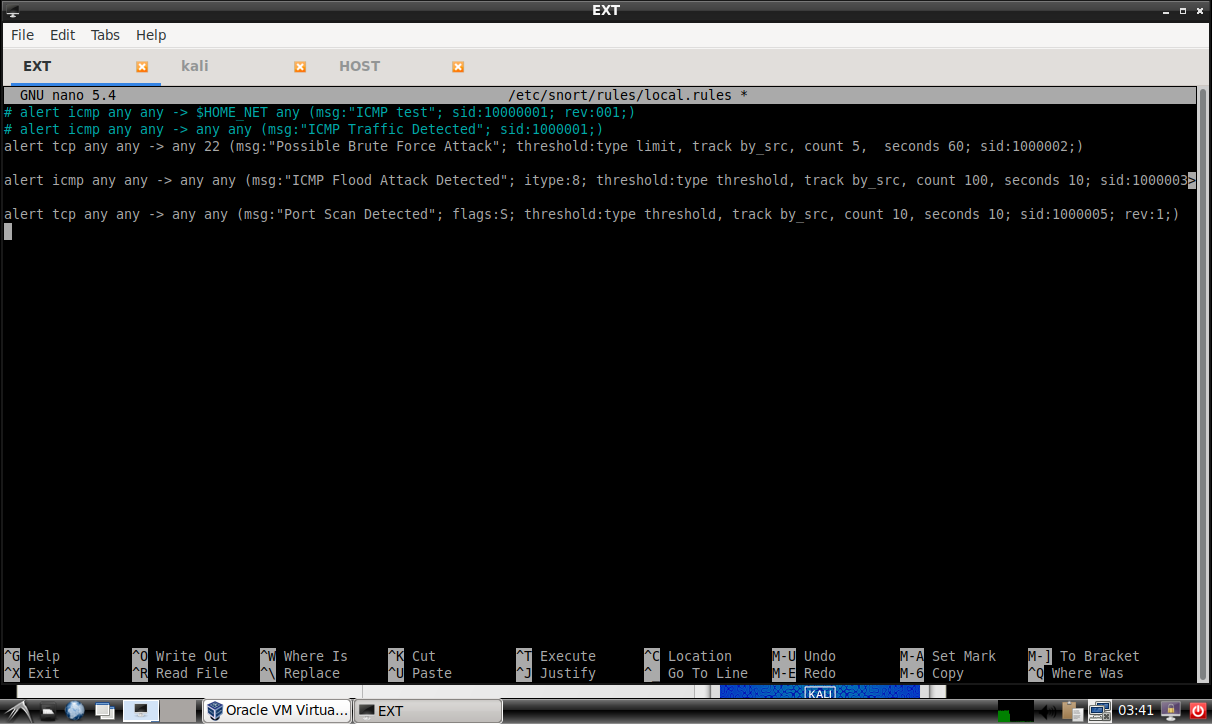 EXT
File Edit Tabs Help
EXT kali HOST
GNU nano 5.4 /etc/snort/rules/local.rules *
# alert icmp any any -> $HOME_NET any (msg:"ICMP test"; sid:10000001; rev:001;)
# alert icmp any any -> any any (msg:"ICMP Traffic Detected"; sid:1000001;)
alert tcp any any -> any 22 (msg:"Possible Brute Force Attack"; threshold:type limit, track by_src, count 5,  seconds 60; sid:1000002;)
alert icmp any any -> any any (msg:"ICMP Flood Attack Detected"; itype:8; threshold:type threshold, track by_src, count 100, seconds 10; sid:1000003>
alert tcp any any -> any any (msg:"Port Scan Detected"; flags:S; threshold:type threshold, track by_src, count 10, seconds 10; sid:1000005; rev:1;)
^G Help ^O Write Out ^W Where Is ^K Cut ^T Execute ^C Location M-U Undo M-A Set Mark M-] To Bracket
^X Exit ^R Read File ^\ Replace ^U Paste ^J Justify ^_ Go To Line M-E Redo M-6 Copy ^Q Where Was
KALI
Oracle VM Virtua... EXT 03:41